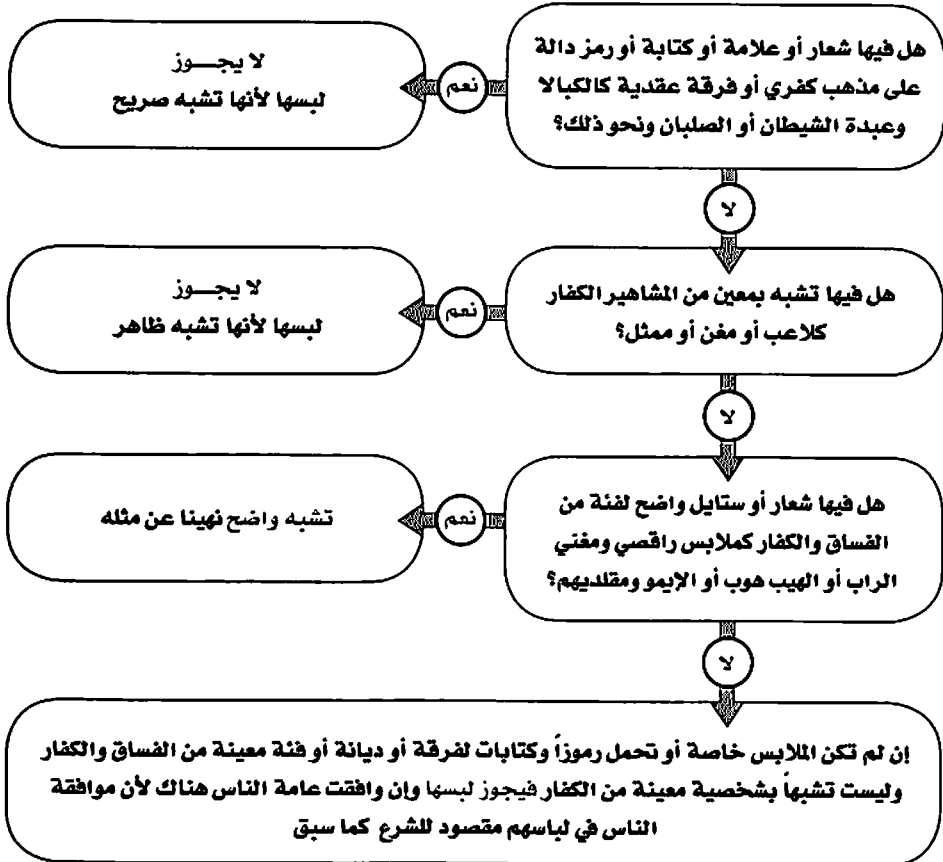 هل فيها شعار أو علامة أو كتابة أو رمز دالة
على مذهب كفري أو فرقة عقدية كالكبالا
وعبدة الشيطان أو الصلبان ونحو ذلك؟
نعم
لا يجـــوز
لبسها لأنها تشبه صريح
لا
هل فيها تشبه بمعين من المشاهير الكفار
كلاعب أو مغن أو ممثل؟
نعم
لا يجـــوز
لبسها لأنها تشبه ظاهر
لا
هل فيها شعار أو ستايل واضح لفئة من
الفساق والكفار كملابس راقصي ومغني
الراب أو الهيب هوب أو الإيمو ومقلديهم؟
نعم
تشبه واضح نهينا عن مثله
لا
إن لم تكن الملابس خاصة أو تحمل رموزاً وكتابات لفرقة أو ديانة أو فئة معينة من الفساق والكفار
وليست تشبهاً بشخصية معينة من الكفار فيجوز لبسها وإن وافقت عامة الناس هناك لأن موافقة
الناس في لباسهم مقصود للشرع كما سبق